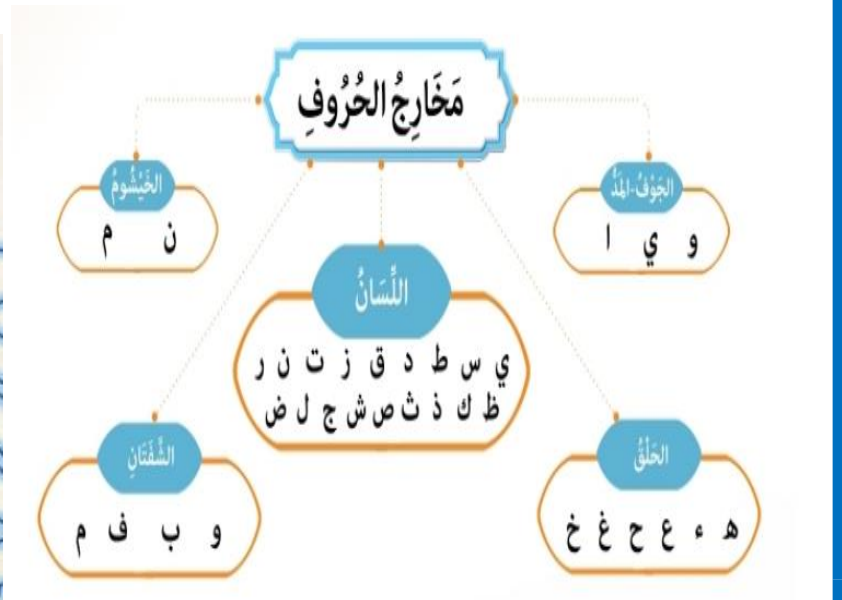 مَخَارِجُ الحُرُوفِ
الجَوْفُ-المَدُّ
و ي ا
الخَيْشُومُ
ن م
اللِّسَانُ
ي س ط د ق ز ت ن ر
ظ ك ذ ث ص ش ج ل ض
الحَلْقُ
ه ء ع ح غ خ
الشَّفَتَانِ
و ب ف م